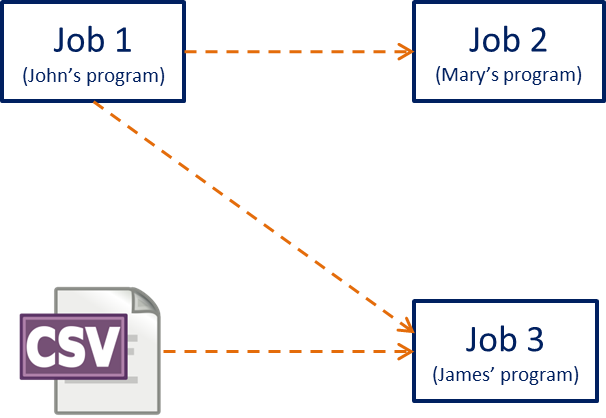 Job 1
(John's program)
Job 2
(Mary's program)
CSV
Job 3
(James' program)